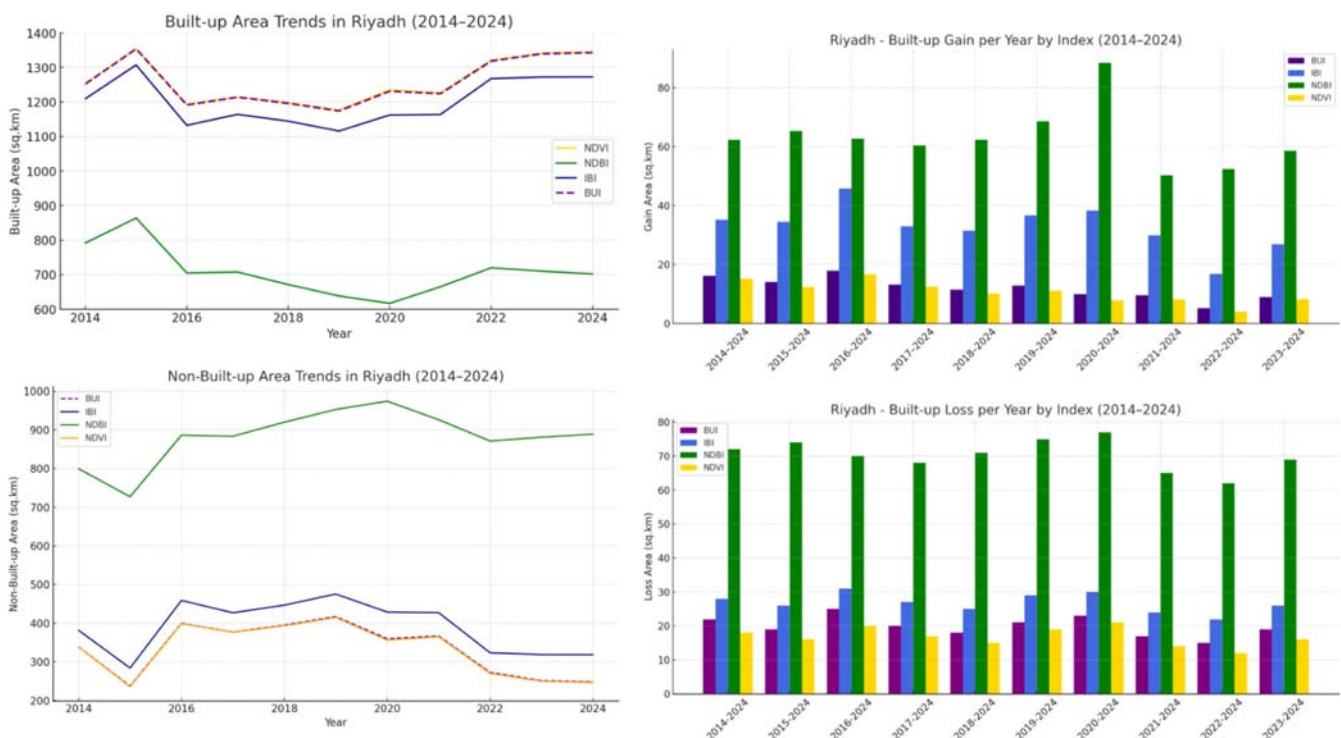 Built-up Area Trends in Riyadh (2014–2024)
Built-up Area (sq.km)
1400
1300
1200
1100
1000
900
800
700
600
NDVI
NDBI
IBI
BUI
2014
2016
2018
2020
2022
2024
Year
Riyadh - Built-up Gain per Year by Index (2014–2024)
Gain Area (sq.km)
80
60
40
20
0
BUI
IBI
NDBI
NDVI
2014–2024
2015–2024
2016–2024
2017–2024
2018–2024
2019–2024
2020–2024
2021–2024
2022–2024
2023–2024
Non-Built-up Area Trends in Riyadh (2014–2024)
Non-Built-up Area (sq.km)
1000
900
800
700
600
500
400
300
200
BUI
IBI
NDBI
NDVI
2014
2016
2018
2020
2022
2024
Year
Riyadh - Built-up Loss per Year by Index (2014–2024)
Loss Area (sq.km)
80
70
60
50
40
30
20
10
0
BUI
IBI
NDBI
NDVI
2014-2024
2015-2024
2016-2024
2017-2024
2018-2024
2019-2024
2020-2024
2021-2024
2022-2024
2023-2024